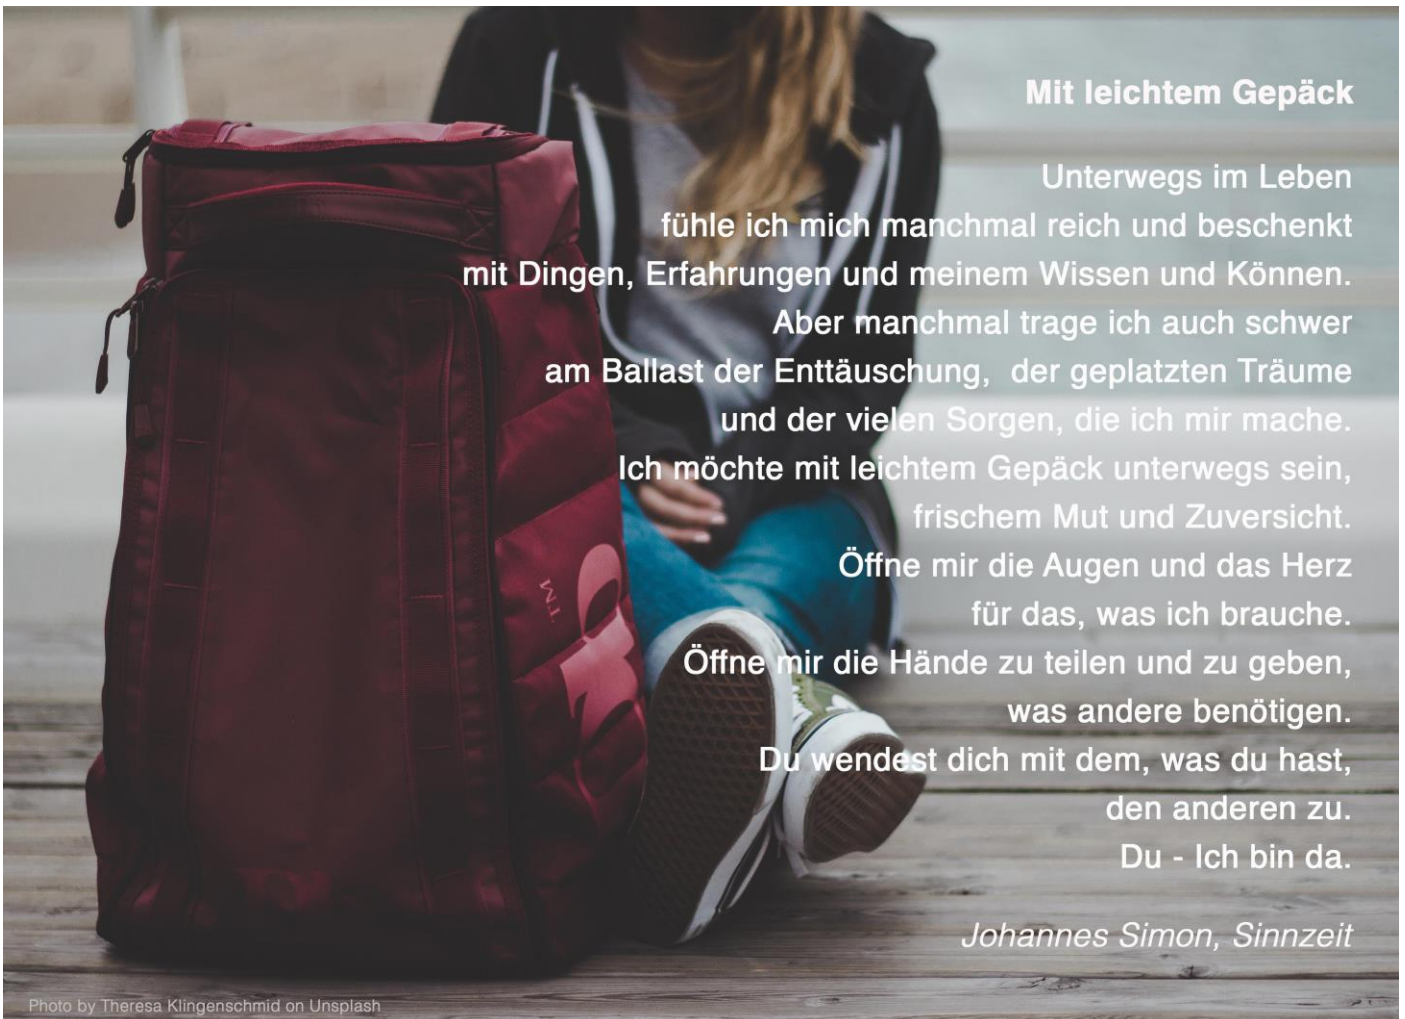 Mit leichtem Gepäck
Unterwegs im Leben
fühle ich mich manchmal reich und beschenkt
mit Dingen, Erfahrungen und meinem Wissen und Können.
Aber manchmal trage ich auch schwer
am Ballast der Enttäuschung,  der geplatzten Träume
und der vielen Sorgen, die ich mir mache.
Ich möchte mit leichtem Gepäck unterwegs sein,
frischem Mut und Zuversicht.
Öffne mir die Augen und das Herz
für das, was ich brauche.
Öffne mir die Hände zu teilen und zu geben,
was andere benötigen.
Du wendest dich mit dem, was du hast,
den anderen zu.
Du - Ich bin da.
Johannes Simon, Sinnzeit
TM
Photo by Theresa Klingenschmid on Unsplash